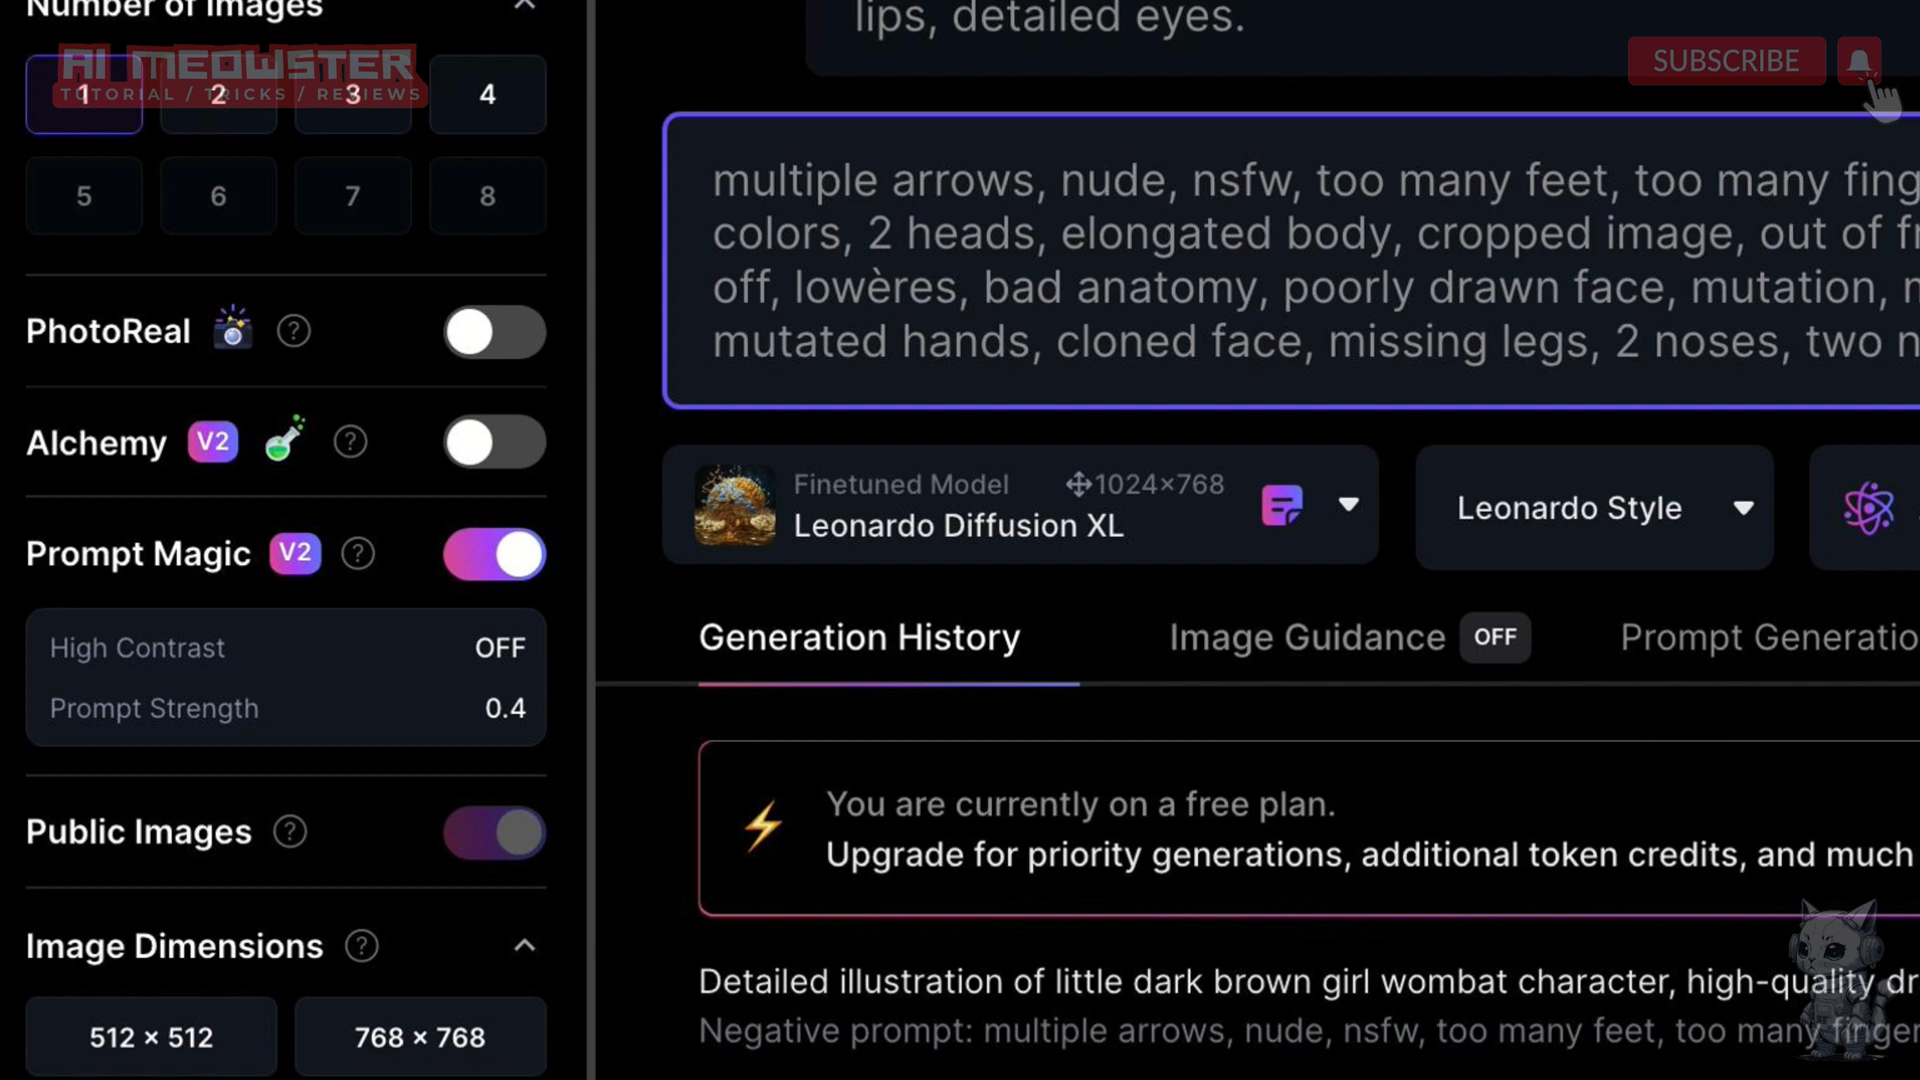 Number of Images
AI MEOWSTER
TUTORIAL / TRICKS / REVIEWS
1 2 3 4
5 6 7 8
PhotoReal
Alchemy V2
Prompt Magic V2
High Contrast OFF
Prompt Strength 0.4
Public Images
Image Dimensions
512 × 512 768 × 768
lips, detailed eyes.
SUBSCRIBE
multiple arrows, nude, nsfw, too many feet, too many fing
colors, 2 heads, elongated body, cropped image, out of fr
off, lowères, bad anatomy, poorly drawn face, mutation, m
mutated hands, cloned face, missing legs, 2 noses, two n
Finetuned Model 1024×768
Leonardo Diffusion XL
Leonardo Style
Generation History Image Guidance OFF Prompt Generatio
You are currently on a free plan.
Upgrade for priority generations, additional token credits, and much
Detailed illustration of little dark brown girl wombat character, high-quality dr
Negative prompt: multiple arrows, nude, nsfw, too many feet, too many finger